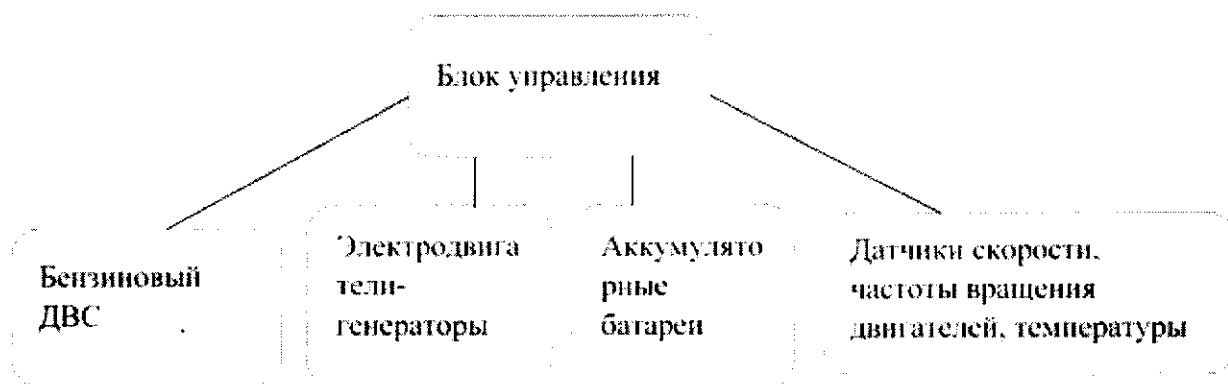 Блок управления
Бензиновый
ДВС
Электродвига
тели-
генераторы
Аккумулято
рные
батареи
Датчики скорости,
частоты вращения
двигателей, температуры